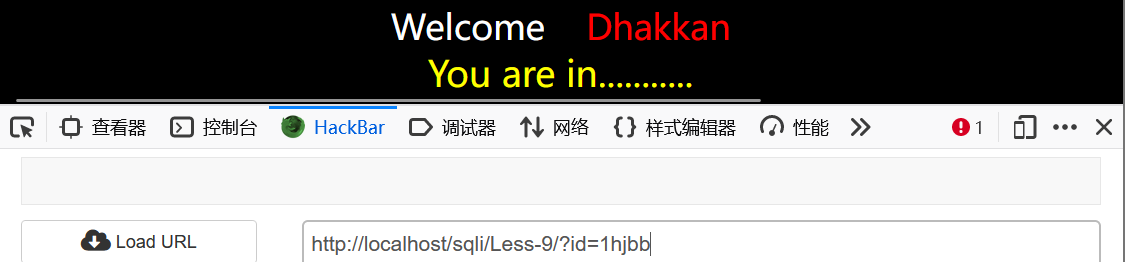 Welcome Dhakkan
You are in...........
查看器 控制台 HackBar 调试器 网络 样式编辑器 性能 1
Load URL http://localhost/sqli/Less-9/?id=1hjbb